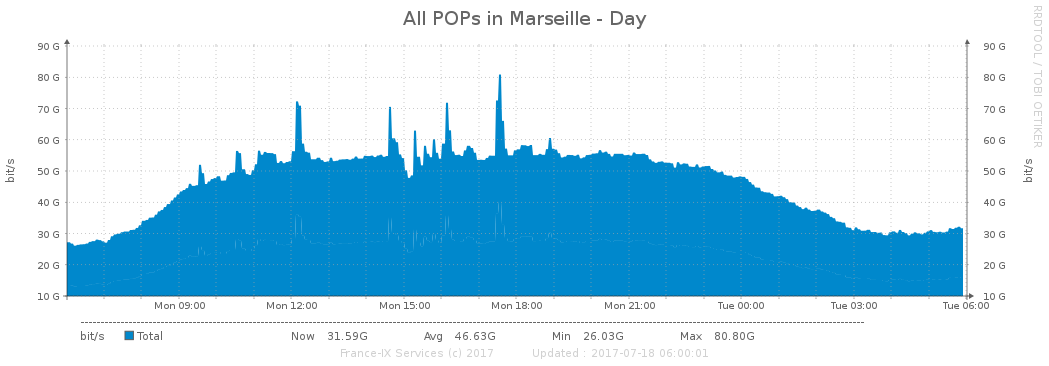 All POPs in Marseille - Day
RRDTOOL / TOBI OETIKER
bit/s
90 G 90 G
80 G 80 G
70 G 70 G
60 G 60 G
50 G 50 G
40 G 40 G
30 G 30 G
20 G 20 G
10 G 10 G
bit/s
Mon 09:00 Mon 12:00 Mon 15:00 Mon 18:00 Mon 21:00 Tue 00:00 Tue 03:00 Tue 06:00
bit/s Total Now 31.59G Avg 46.63G Min 26.03G Max 80.80G
France-IX Services (c) 2017 Updated : 2017-07-18 06:00:01